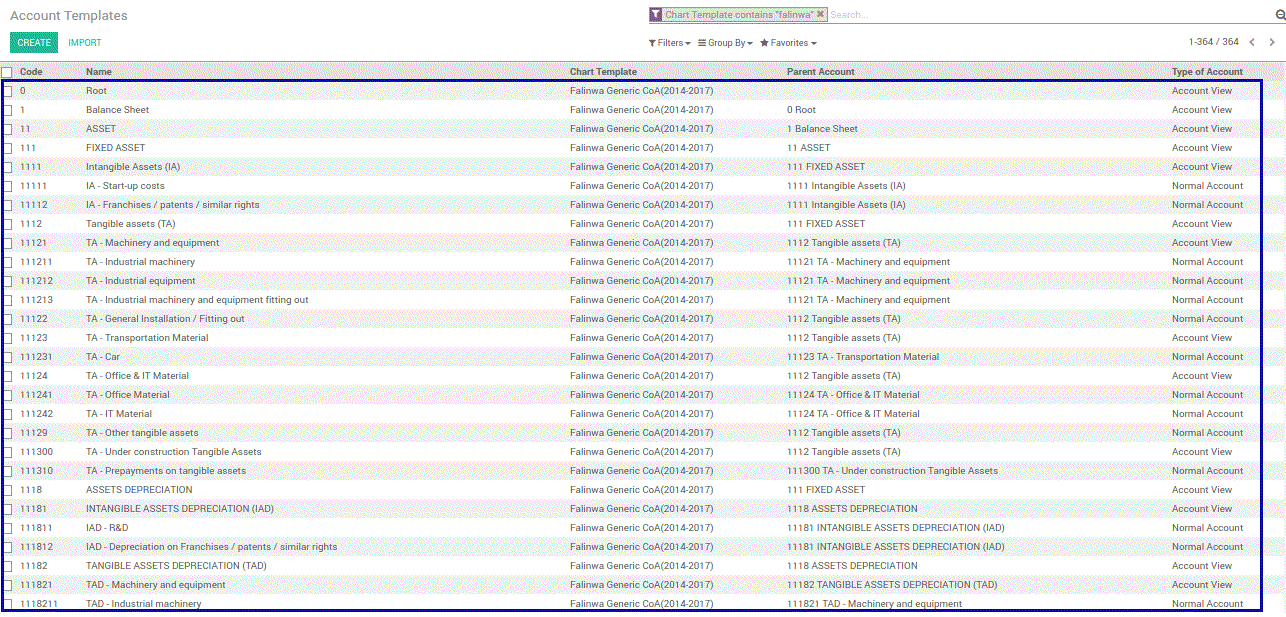 Account Templates
Chart Template contains "falinwa" ✖ Search...
CREATE IMPORT Filters Group By Favorites 1-364 / 364
Code Name Chart Template Parent Account Type of Account
0 Root Falinwa Generic CoA(2014-2017) Account View
1 Balance Sheet Falinwa Generic CoA(2014-2017) 0 Root Account View
11 ASSET Falinwa Generic CoA(2014-2017) 1 Balance Sheet Account View
111 FIXED ASSET Falinwa Generic CoA(2014-2017) 11 ASSET Account View
1111 Intangible Assets (IA) Falinwa Generic CoA(2014-2017) 111 FIXED ASSET Account View
11111 IA - Start-up costs Falinwa Generic CoA(2014-2017) 1111 Intangible Assets (IA) Normal Account
11112 IA - Franchises / patents / similar rights Falinwa Generic CoA(2014-2017) 1111 Intangible Assets (IA) Normal Account
1112 Tangible assets (TA) Falinwa Generic CoA(2014-2017) 111 FIXED ASSET Account View
11121 TA - Machinery and equipment Falinwa Generic CoA(2014-2017) 1112 Tangible assets (TA) Account View
111211 TA - Industrial machinery Falinwa Generic CoA(2014-2017) 11121 TA - Machinery and equipment Normal Account
111212 TA - Industrial equipment Falinwa Generic CoA(2014-2017) 11121 TA - Machinery and equipment Normal Account
111213 TA - Industrial machinery and equipment fitting out Falinwa Generic CoA(2014-2017) 11121 TA - Machinery and equipment Normal Account
11122 TA - General Installation / Fitting out Falinwa Generic CoA(2014-2017) 1112 Tangible assets (TA) Normal Account
11123 TA - Transportation Material Falinwa Generic CoA(2014-2017) 1112 Tangible assets (TA) Account View
111231 TA - Car Falinwa Generic CoA(2014-2017) 11123 TA - Transportation Material Normal Account
11124 TA - Office & IT Material Falinwa Generic CoA(2014-2017) 1112 Tangible assets (TA) Account View
111241 TA - Office Material Falinwa Generic CoA(2014-2017) 11124 TA - Office & IT Material Normal Account
111242 TA - IT Material Falinwa Generic CoA(2014-2017) 11124 TA - Office & IT Material Normal Account
11129 TA - Other tangible assets Falinwa Generic CoA(2014-2017) 1112 Tangible assets (TA) Normal Account
111300 TA - Under construction Tangible Assets Falinwa Generic CoA(2014-2017) 1112 Tangible assets (TA) Account View
111310 TA - Prepayments on tangible assets Falinwa Generic CoA(2014-2017) 111300 TA - Under construction Tangible Assets Normal Account
1118 ASSETS DEPRECIATION Falinwa Generic CoA(2014-2017) 111 FIXED ASSET Account View
11181 INTANGIBLE ASSETS DEPRECIATION (IAD) Falinwa Generic CoA(2014-2017) 1118 ASSETS DEPRECIATION Account View
111811 IAD - R&D Falinwa Generic CoA(2014-2017) 11181 INTANGIBLE ASSETS DEPRECIATION (IAD) Normal Account
111812 IAD - Depreciation on Franchises / patents / similar rights Falinwa Generic CoA(2014-2017) 11181 INTANGIBLE ASSETS DEPRECIATION (IAD) Normal Account
11182 TANGIBLE ASSETS DEPRECIATION (TAD) Falinwa Generic CoA(2014-2017) 1118 ASSETS DEPRECIATION Account View
111821 TAD - Machinery and equipment Falinwa Generic CoA(2014-2017) 11182 TANGIBLE ASSETS DEPRECIATION (TAD) Account View
1118211 TAD - Industrial machinery Falinwa Generic CoA(2014-2017) 111821 TAD - Machinery and equipment Normal Account